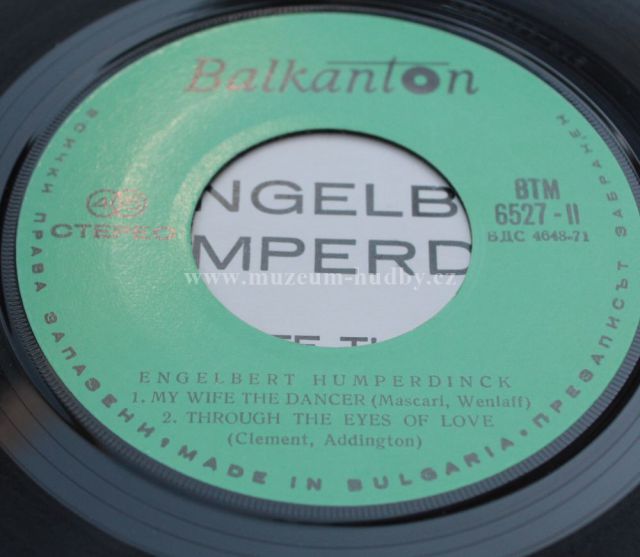 Balkanton
45
СТЕРЕО
ВТМ
6527 - II
БДС 4648-71
NGELB
MPERD
www.muzeum-hudby.cz
ENGELBERT HUMPERDINCK
1. MY WIFE THE DANCER (Mascari, Wenlaff)
2. THROUGH THE EYES OF LOVE
(Clement, Addington)
ВСИЧКИ ПРАВА ЗАПАЗЕНИ • MADE IN BULGARIA • ПРЕЗАПИСЪТ ЗАБРАНЕН